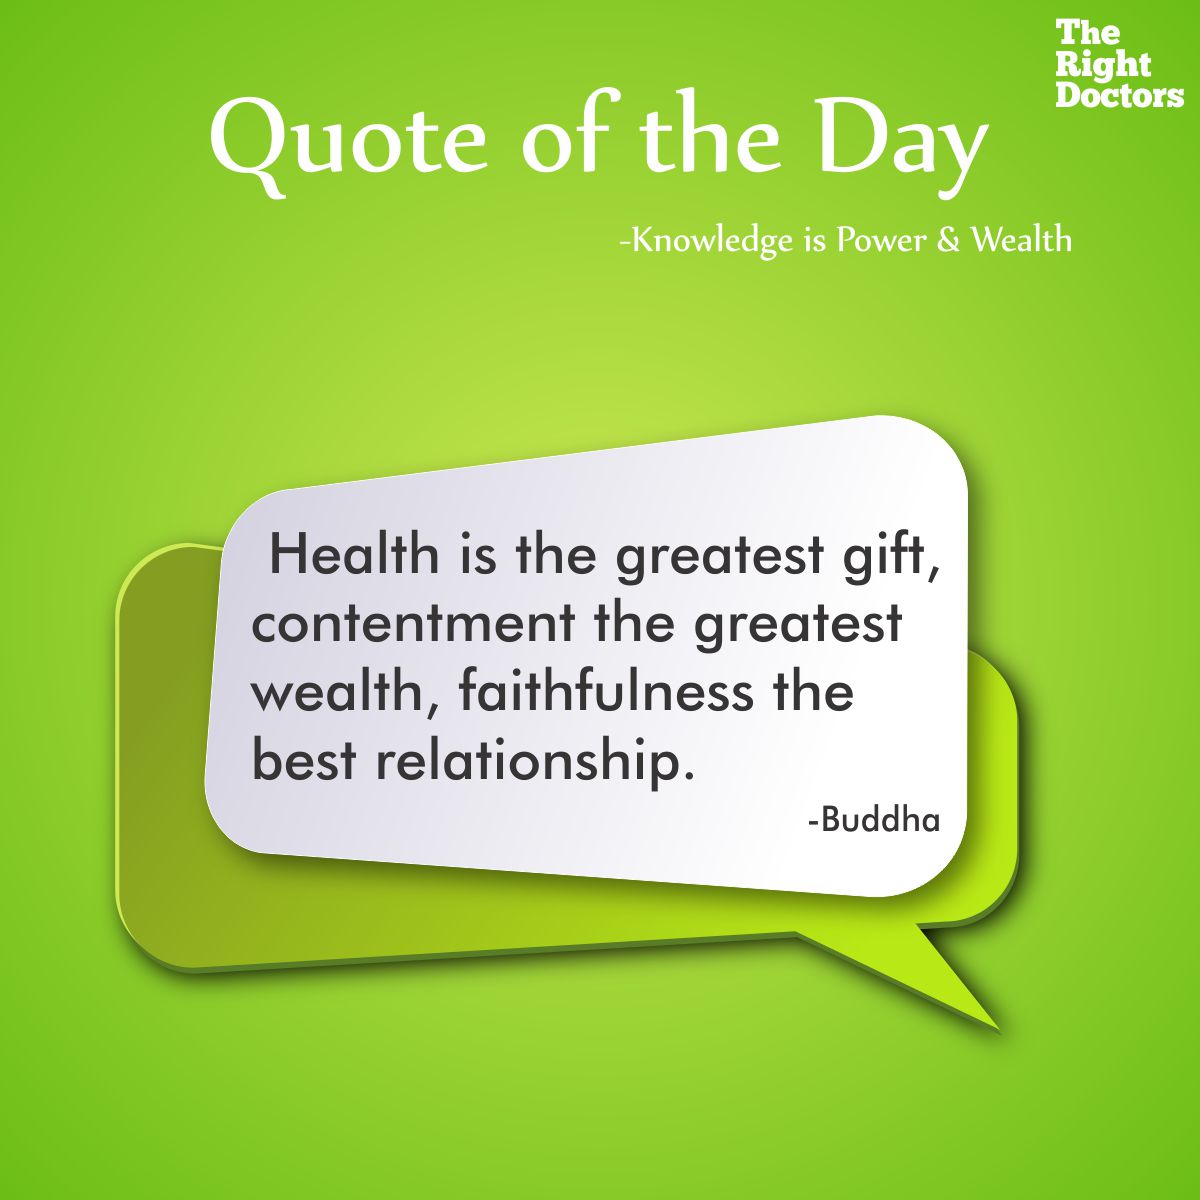 The
Right
Doctors
Quote of the Day
-Knowledge is Power & Wealth
Health is the greatest gift,
contentment the greatest
wealth, faithfulness the
best relationship.
-Buddha